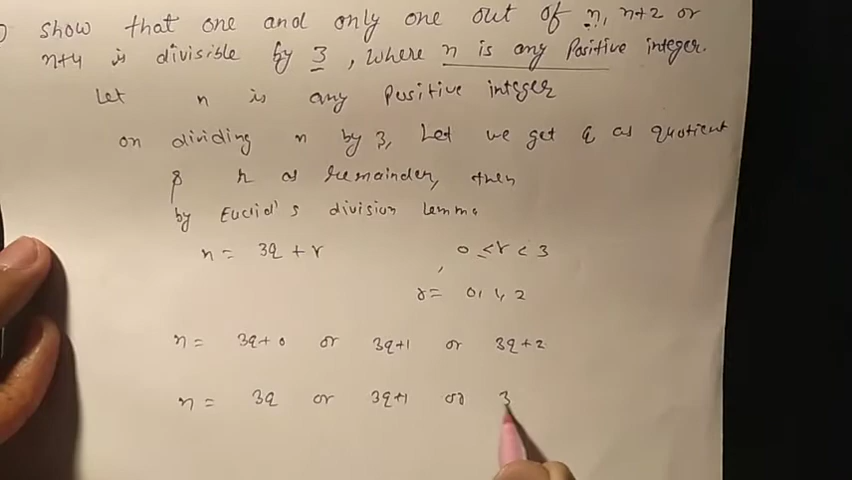 ) Show that one and only one out of n, n+2 or
n+4 is divisible by 3, where n is any Positive integer.
Let n is any Positive integer
on dividing n by 3, Let we get q as quotient
& r as remainder, then
by Euclid's division lemma
n = 3q + r , 0 ≤ r < 3
r = 0, 1, 2
n = 3q+0 or 3q+1 or 3q+2
n = 3q or 3q+1 or 3